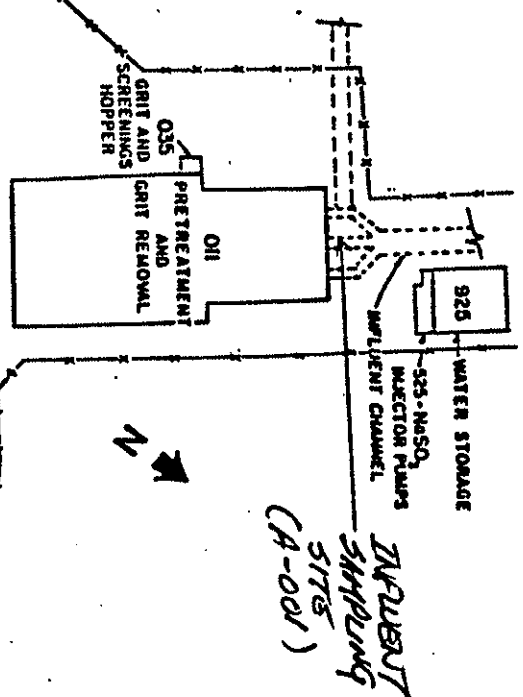 035
GRIT AND
SCREENINGS
HOPPER
011
PRETREATMENT
AND
GRIT REMOVAL
925
WATER STORAGE
525-NaSO3
INJECTOR PUMPS
INFLUENT CHANNEL
N
INFLUENT
SAMPLING
SITE
(A-001)